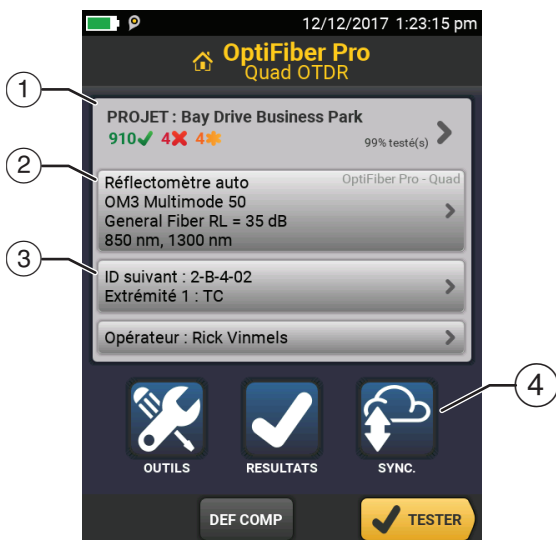 12/12/2017 1:23:15 pm
OptiFiber Pro
Quad OTDR
1
PROJET : Bay Drive Business Park
910 4 4
99% testé(s)
2
OptiFiber Pro - Quad
Réflectomètre auto
OM3 Multimode 50
General Fiber RL = 35 dB
850 nm, 1300 nm
3
ID suivant : 2-B-4-02
Extrémité 1 : TC
Opérateur : Rick Vinmels
4
OUTILS RESULTATS SYNC.
DEF COMP TESTER